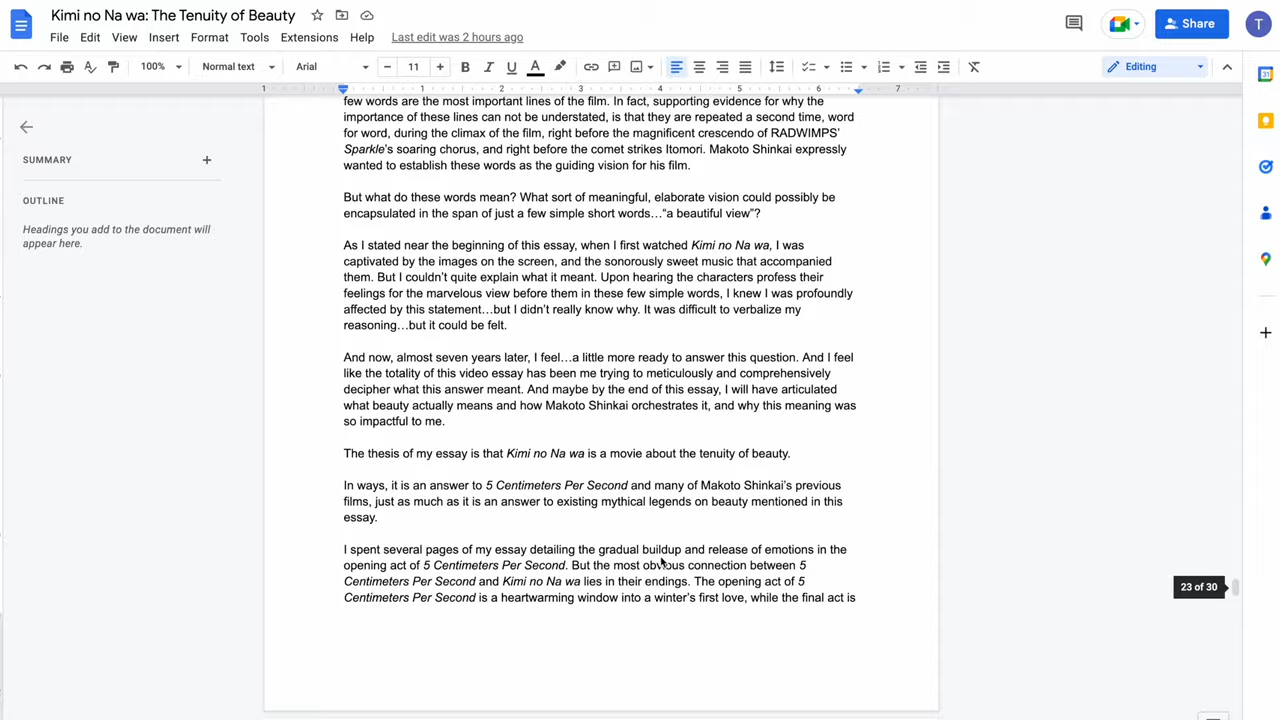 Kimi no Na wa: The Tenuity of Beauty
File Edit View Insert Format Tools Extensions Help Last edit was 2 hours ago
Share
T
100% Normal text Arial 11 Editing
1 1 2 3 4 5 6 7
SUMMARY
OUTLINE
Headings you add to the document will
appear here.
few words are the most important lines of the film. In fact, supporting evidence for why the
importance of these lines can not be understated, is that they are repeated a second time, word
for word, during the climax of the film, right before the magnificent crescendo of RADWIMPS'
Sparkle's soaring chorus, and right before the comet strikes Itomori. Makoto Shinkai expressly
wanted to establish these words as the guiding vision for his film.
But what do these words mean? What sort of meaningful, elaborate vision could possibly be
encapsulated in the span of just a few simple short words…“a beautiful view”?
As I stated near the beginning of this essay, when I first watched Kimi no Na wa, I was
captivated by the images on the screen, and the sonorously sweet music that accompanied
them. But I couldn't quite explain what it meant. Upon hearing the characters profess their
feelings for the marvelous view before them in these few simple words, I knew I was profoundly
affected by this statement…but I didn't really know why. It was difficult to verbalize my
reasoning…but it could be felt.
And now, almost seven years later, I feel…a little more ready to answer this question. And I feel
like the totality of this video essay has been me trying to meticulously and comprehensively
decipher what this answer meant. And maybe by the end of this essay, I will have articulated
what beauty actually means and how Makoto Shinkai orchestrates it, and why this meaning was
so impactful to me.
The thesis of my essay is that Kimi no Na wa is a movie about the tenuity of beauty.
In ways, it is an answer to 5 Centimeters Per Second and many of Makoto Shinkai's previous
films, just as much as it is an answer to existing mythical legends on beauty mentioned in this
essay.
I spent several pages of my essay detailing the gradual buildup and release of emotions in the
opening act of 5 Centimeters Per Second. But the most obvious connection between 5
Centimeters Per Second and Kimi no Na wa lies in their endings. The opening act of 5
Centimeters Per Second is a heartwarming window into a winter's first love, while the final act is
23 of 30